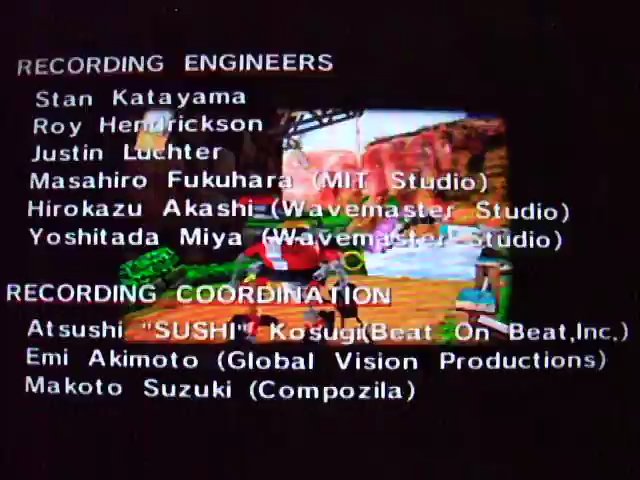 RECORDING ENGINEERS
Stan Katayama
Roy Hendrickson
Justin Luchter
Masahiro Fukuhara (MIT Studio)
Hirokazu Akashi (Wavemaster Studio)
Yoshitada Miya (Wavemaster Studio)
RECORDING COORDINATION
Atsushi "SUSHI" Kosugi(Beat On Beat,Inc,)
Emi Akimoto (Global Vision Productions)
Makoto Suzuki (Compozila)